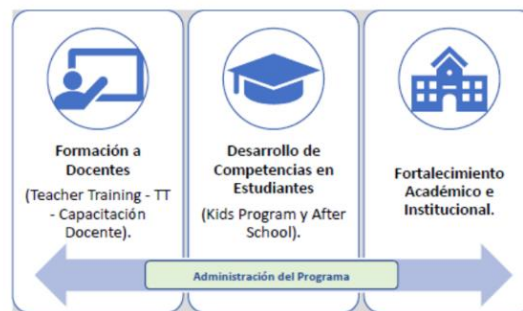 Formación a
Docentes
(Teacher Training - TT
- Capacitación
Docente).
Desarrollo de
Competencias en
Estudiantes
(Kids Program y After
School).
Fortalecimiento
Académico e
Institucional.
Administración del Programa